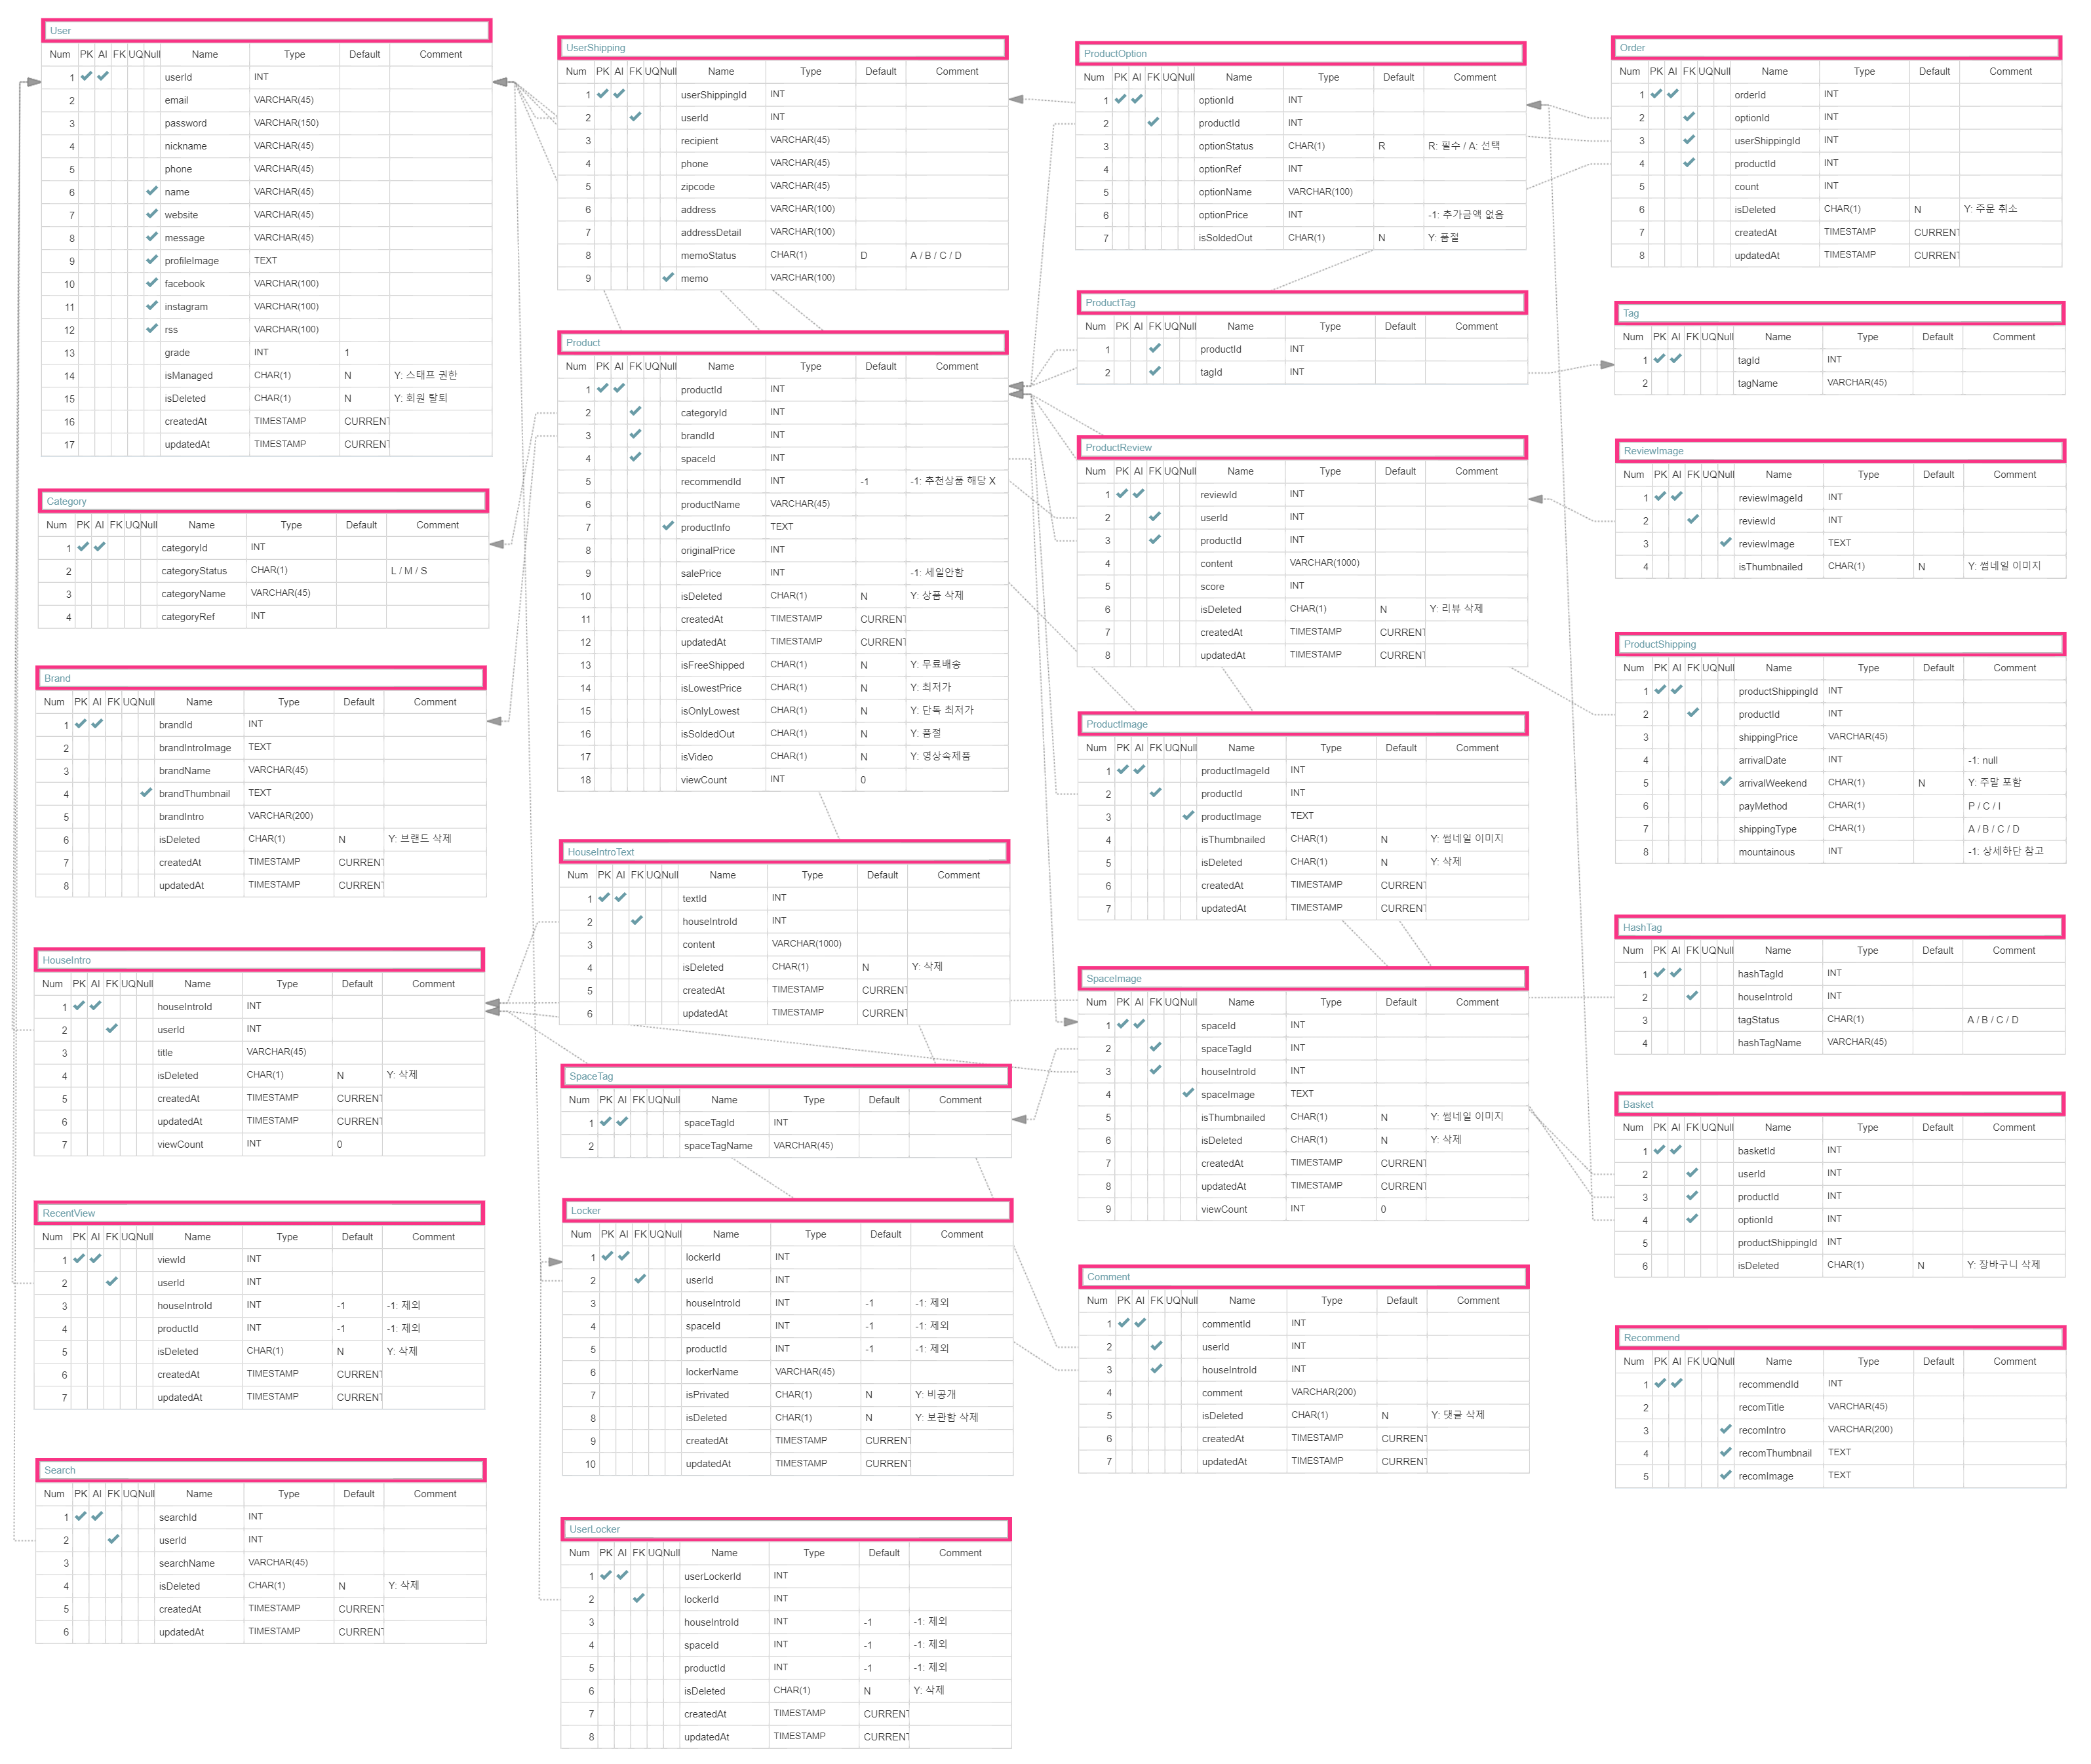 User
Num PK AI FK UQ Null Name Type Default Comment
1 userId INT
2 email VARCHAR(45)
3 password VARCHAR(150)
4 nickname VARCHAR(45)
5 phone VARCHAR(45)
6 name VARCHAR(45)
7 website VARCHAR(45)
8 message VARCHAR(45)
9 profileImage TEXT
10 facebook VARCHAR(100)
11 instagram VARCHAR(100)
12 rss VARCHAR(100)
13 grade INT 1
14 isManaged CHAR(1) N Y: 스태프 권한
15 isDeleted CHAR(1) N Y: 회원 탈퇴
16 createdAt TIMESTAMP CURRENT
17 updatedAt TIMESTAMP CURRENT
Category
Num PK AI FK UQ Null Name Type Default Comment
1 categoryId INT
2 categoryStatus CHAR(1) L / M / S
3 categoryName VARCHAR(45)
4 categoryRef INT
Brand
Num PK AI FK UQ Null Name Type Default Comment
1 brandId INT
2 brandIntroImage TEXT
3 brandName VARCHAR(45)
4 brandThumbnail TEXT
5 brandIntro VARCHAR(200)
6 isDeleted CHAR(1) N Y: 브랜드 삭제
7 createdAt TIMESTAMP CURRENT
8 updatedAt TIMESTAMP CURRENT
HouseIntro
Num PK AI FK UQ Null Name Type Default Comment
1 houseIntroId INT
2 userId INT
3 title VARCHAR(45)
4 isDeleted CHAR(1) N Y: 삭제
5 createdAt TIMESTAMP CURRENT
6 updatedAt TIMESTAMP CURRENT
7 viewCount INT 0
RecentView
Num PK AI FK UQ Null Name Type Default Comment
1 viewId INT
2 userId INT
3 houseIntroId INT -1 -1: 제외
4 productId INT -1 -1: 제외
5 isDeleted CHAR(1) N Y: 삭제
6 createdAt TIMESTAMP CURRENT
7 updatedAt TIMESTAMP CURRENT
Search
Num PK AI FK UQ Null Name Type Default Comment
1 searchId INT
2 userId INT
3 searchName VARCHAR(45)
4 isDeleted CHAR(1) N Y: 삭제
5 createdAt TIMESTAMP CURRENT
6 updatedAt TIMESTAMP CURRENT
UserShipping
Num PK AI FK UQ Null Name Type Default Comment
1 userShippingId INT
2 userId INT
3 recipient VARCHAR(45)
4 phone VARCHAR(45)
5 zipcode VARCHAR(45)
6 address VARCHAR(100)
7 addressDetail VARCHAR(100)
8 memoStatus CHAR(1) D A / B / C / D
9 memo VARCHAR(100)
Product
Num PK AI FK UQ Null Name Type Default Comment
1 productId INT
2 categoryId INT
3 brandId INT
4 spaceId INT
5 recommendId INT -1 -1: 추천상품 해당 X
6 productName VARCHAR(45)
7 productInfo TEXT
8 originalPrice INT
9 salePrice INT -1: 세일안함
10 isDeleted CHAR(1) N Y: 상품 삭제
11 createdAt TIMESTAMP CURRENT
12 updatedAt TIMESTAMP CURRENT
13 isFreeShipped CHAR(1) N Y: 무료배송
14 isLowestPrice CHAR(1) N Y: 최저가
15 isOnlyLowest CHAR(1) N Y: 단독 최저가
16 isSoldedOut CHAR(1) N Y: 품절
17 isVideo CHAR(1) N Y: 영상속제품
18 viewCount INT 0
HouseIntroText
Num PK AI FK UQ Null Name Type Default Comment
1 textId INT
2 houseIntroId INT
3 content VARCHAR(1000)
4 isDeleted CHAR(1) N Y: 삭제
5 createdAt TIMESTAMP CURRENT
6 updatedAt TIMESTAMP CURRENT
SpaceTag
Num PK AI FK UQ Null Name Type Default Comment
1 spaceTagId INT
2 spaceTagName VARCHAR(45)
Locker
Num PK AI FK UQ Null Name Type Default Comment
1 lockerId INT
2 userId INT
3 houseIntroId INT -1 -1: 제외
4 spaceId INT -1 -1: 제외
5 productId INT -1 -1: 제외
6 lockerName VARCHAR(45)
7 isPrivated CHAR(1) N Y: 비공개
8 isDeleted CHAR(1) N Y: 보관함 삭제
9 createdAt TIMESTAMP CURRENT
10 updatedAt TIMESTAMP CURRENT
UserLocker
Num PK AI FK UQ Null Name Type Default Comment
1 userLockerId INT
2 lockerId INT
3 houseIntroId INT -1 -1: 제외
4 spaceId INT -1 -1: 제외
5 productId INT -1 -1: 제외
6 isDeleted CHAR(1) N Y: 삭제
7 createdAt TIMESTAMP CURRENT
8 updatedAt TIMESTAMP CURRENT
ProductOption
Num PK AI FK UQ Null Name Type Default Comment
1 optionId INT
2 productId INT
3 optionStatus CHAR(1) R R: 필수 / A: 선택
4 optionRef INT
5 optionName VARCHAR(100)
6 optionPrice INT -1: 추가금액 없음
7 isSoldedOut CHAR(1) N Y: 품절
ProductTag
Num PK AI FK UQ Null Name Type Default Comment
1 productId INT
2 tagId INT
ProductReview
Num PK AI FK UQ Null Name Type Default Comment
1 reviewId INT
2 userId INT
3 productId INT
4 content VARCHAR(1000)
5 score INT
6 isDeleted CHAR(1) N Y: 리뷰 삭제
7 createdAt TIMESTAMP CURRENT
8 updatedAt TIMESTAMP CURRENT
ProductImage
Num PK AI FK UQ Null Name Type Default Comment
1 productImageId INT
2 productId INT
3 productImage TEXT
4 isThumbnailed CHAR(1) N Y: 썸네일 이미지
5 isDeleted CHAR(1) N Y: 삭제
6 createdAt TIMESTAMP CURRENT
7 updatedAt TIMESTAMP CURRENT
SpaceImage
Num PK AI FK UQ Null Name Type Default Comment
1 spaceId INT
2 spaceTagId INT
3 houseIntroId INT
4 spaceImage TEXT
5 isThumbnailed CHAR(1) N Y: 썸네일 이미지
6 isDeleted CHAR(1) N Y: 삭제
7 createdAt TIMESTAMP CURRENT
8 updatedAt TIMESTAMP CURRENT
9 viewCount INT 0
Comment
Num PK AI FK UQ Null Name Type Default Comment
1 commentId INT
2 userId INT
3 houseIntroId INT
4 comment VARCHAR(200)
5 isDeleted CHAR(1) N Y: 댓글 삭제
6 createdAt TIMESTAMP CURRENT
7 updatedAt TIMESTAMP CURRENT
Order
Num PK AI FK UQ Null Name Type Default Comment
1 orderId INT
2 optionId INT
3 userShippingId INT
4 productId INT
5 count INT
6 isDeleted CHAR(1) N Y: 주문 취소
7 createdAt TIMESTAMP CURRENT
8 updatedAt TIMESTAMP CURRENT
Tag
Num PK AI FK UQ Null Name Type Default Comment
1 tagId INT
2 tagName VARCHAR(45)
ReviewImage
Num PK AI FK UQ Null Name Type Default Comment
1 reviewImageId INT
2 reviewId INT
3 reviewImage TEXT
4 isThumbnailed CHAR(1) N Y: 썸네일 이미지
ProductShipping
Num PK AI FK UQ Null Name Type Default Comment
1 productShippingId INT
2 productId INT
3 shippingPrice VARCHAR(45)
4 arrivalDate INT -1: null
5 arrivalWeekend CHAR(1) N Y: 주말 포함
6 payMethod CHAR(1) P / C / I
7 shippingType CHAR(1) A / B / C / D
8 mountainous INT -1: 상세하단 참고
HashTag
Num PK AI FK UQ Null Name Type Default Comment
1 hashTagId INT
2 houseIntroId INT
3 tagStatus CHAR(1) A / B / C / D
4 hashTagName VARCHAR(45)
Basket
Num PK AI FK UQ Null Name Type Default Comment
1 basketId INT
2 userId INT
3 productId INT
4 optionId INT
5 productShippingId INT
6 isDeleted CHAR(1) N Y: 장바구니 삭제
Recommend
Num PK AI FK UQ Null Name Type Default Comment
1 recommendId INT
2 recomTitle VARCHAR(45)
3 recomIntro VARCHAR(200)
4 recomThumbnail TEXT
5 recomImage TEXT